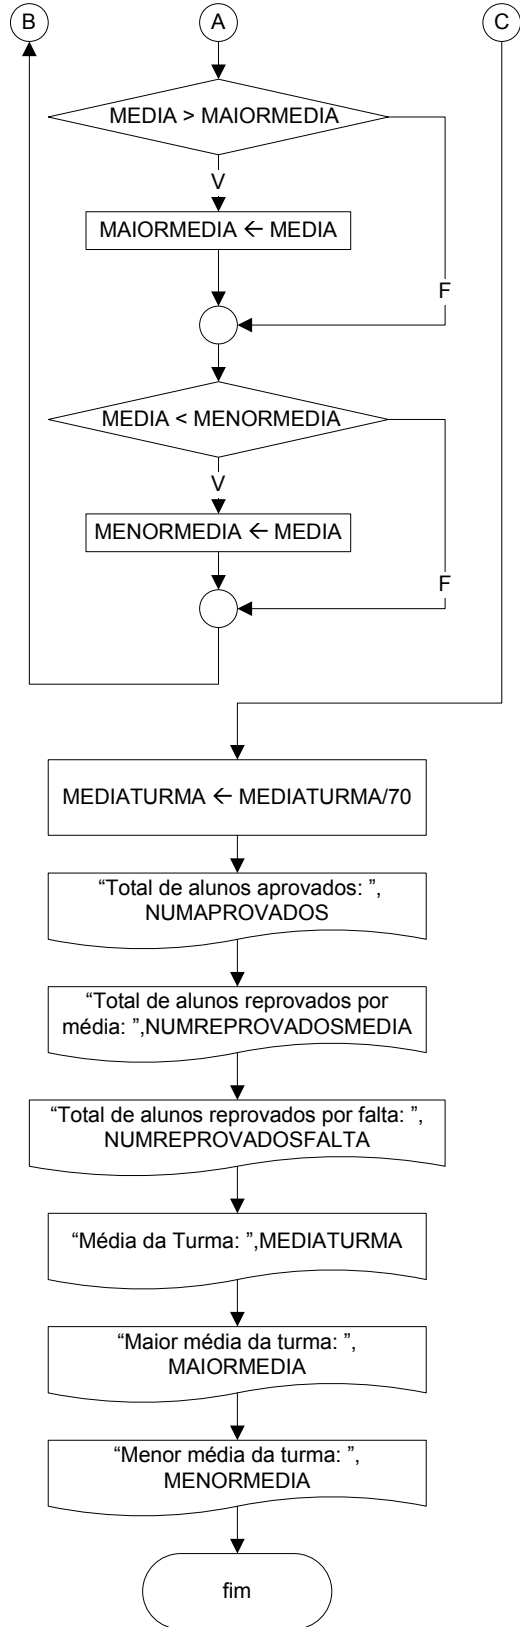 B
A
C
MEDIA > MAIORMEDIA
V
MAIORMEDIA ← MEDIA
F
MEDIA < MENORMEDIA
V
MENORMEDIA ← MEDIA
F
MEDIATURMA ← MEDIATURMA/70
“Total de alunos aprovados: ”,
NUMAPROVADOS
“Total de alunos reprovados por
média: ”,NUMREPROVADOSMEDIA
“Total de alunos reprovados por falta: ”,
NUMREPROVADOSFALTA
“Média da Turma: ”,MEDIATURMA
“Maior média da turma: ”,
MAIORMEDIA
“Menor média da turma: ”,
MENORMEDIA
fim